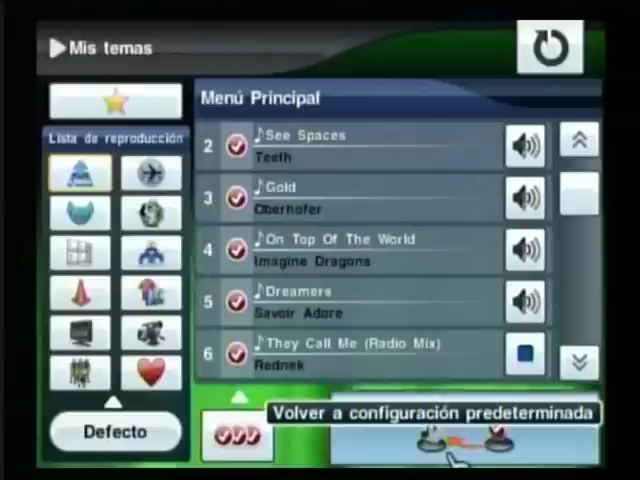 Mis temas
Menú Principal
Lista de reproducción
2 See Spaces
Teeth
3 Gold
Oberhofer
4 On Top Of The World
Imagine Dragons
5 Dreamers
Savoir Adore
6 They Call Me (Radio Mix)
Rednek
Defecto
Volver a configuración predeterminada